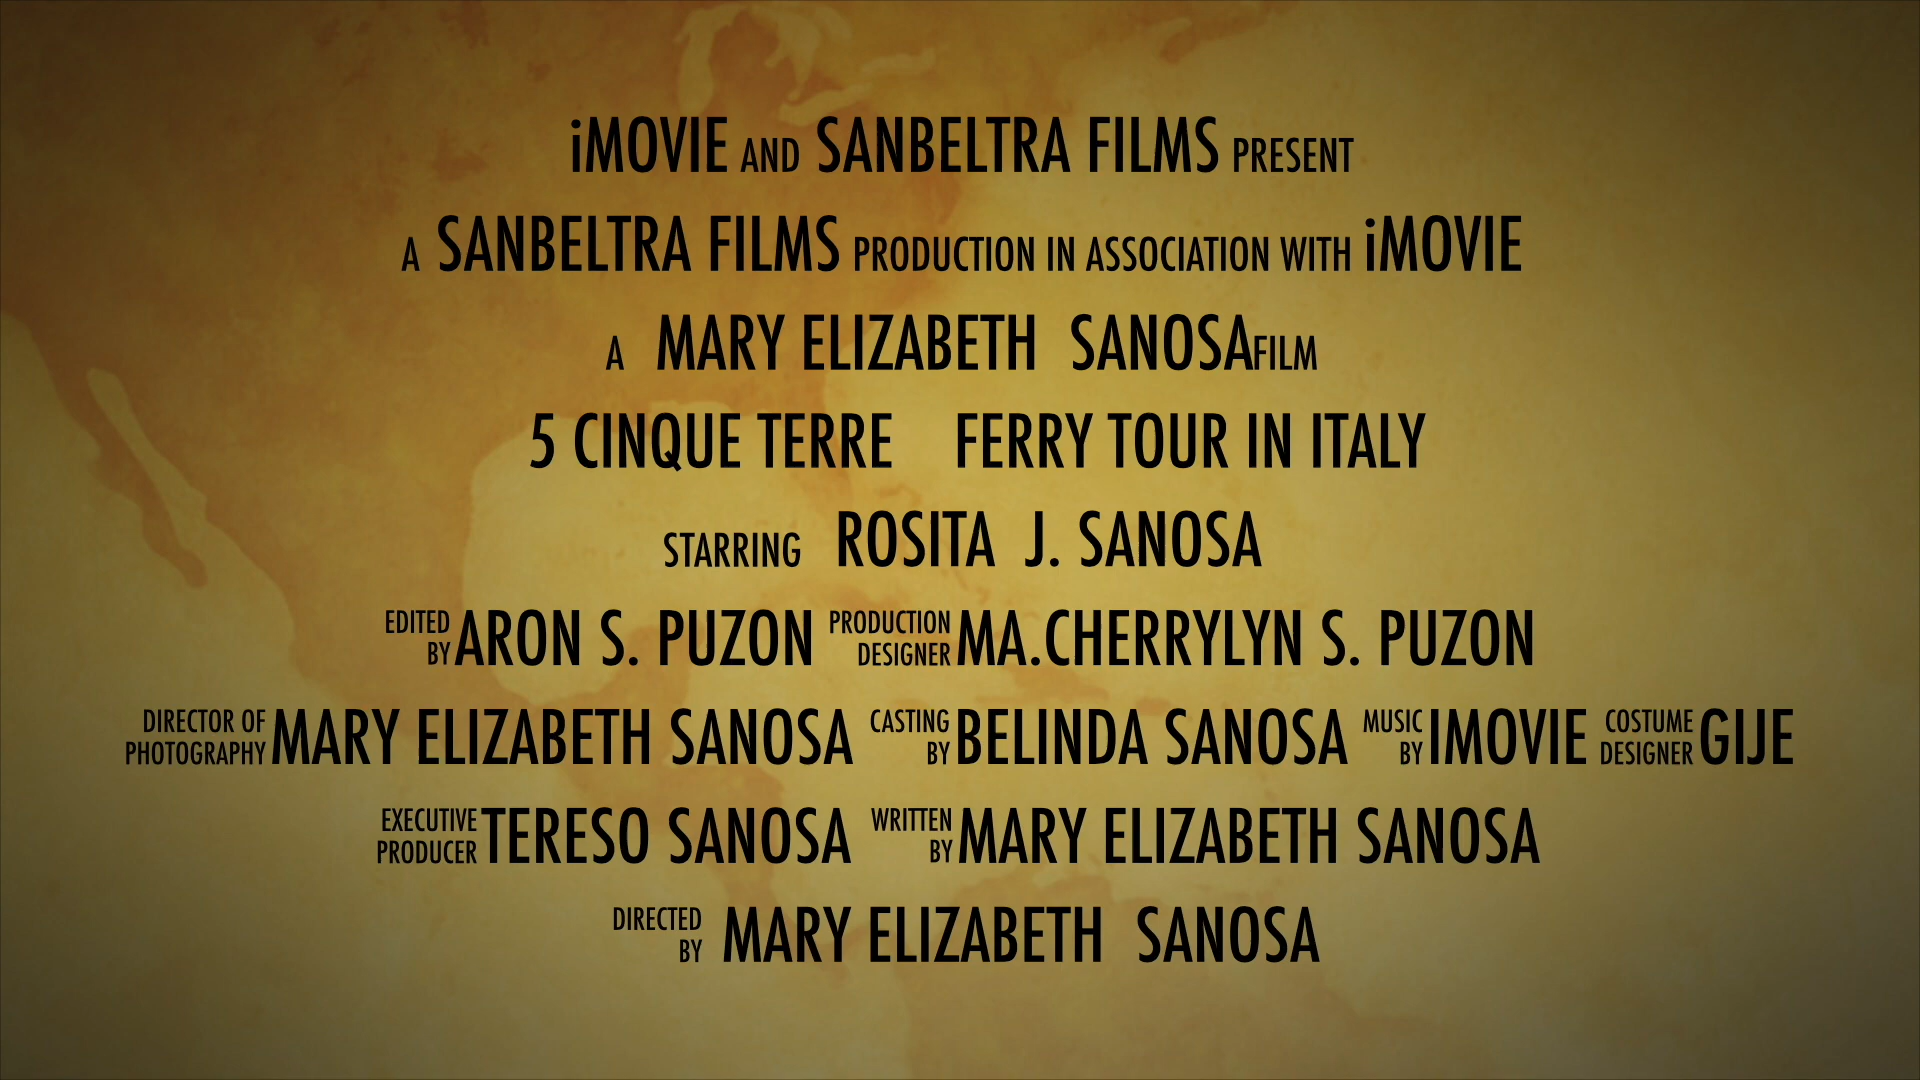 iMOVIE AND SANBELTRA FILMS PRESENT
A SANBELTRA FILMS PRODUCTION IN ASSOCIATION WITH iMOVIE
A MARY ELIZABETH SANOSAFILM
5 CINQUE TERRE FERRY TOUR IN ITALY
STARRING ROSITA J. SANOSA
EDITED BY ARON S. PUZON PRODUCTION DESIGNER MA.CHERRYLYN S. PUZON
DIRECTOR OF PHOTOGRAPHY MARY ELIZABETH SANOSA CASTING BY BELINDA SANOSA MUSIC BY IMOVIE COSTUME DESIGNER GIJE
EXECUTIVE PRODUCER TERESO SANOSA WRITTEN BY MARY ELIZABETH SANOSA
DIRECTED BY MARY ELIZABETH SANOSA